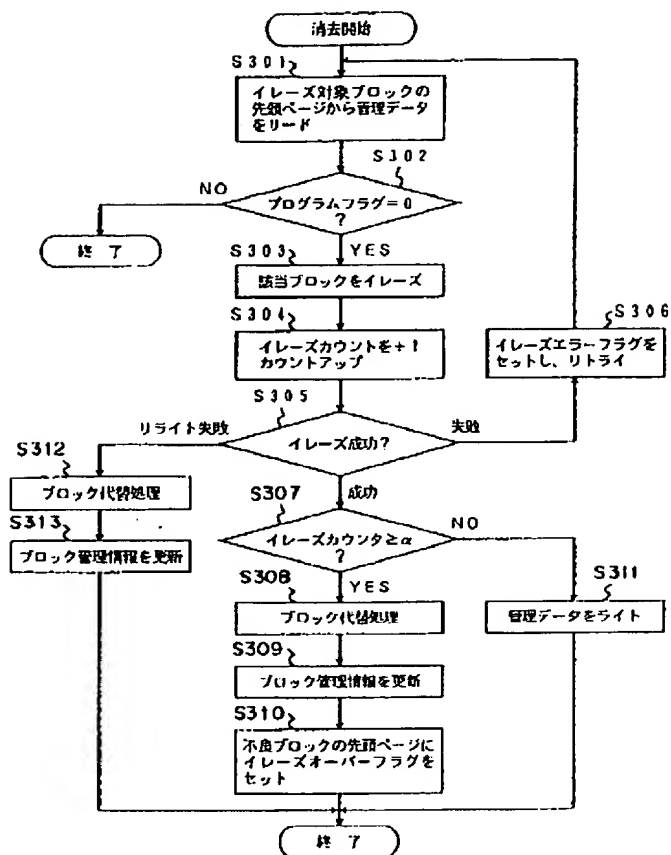 消去開始
S301
イレーズ対象ブロックの
先頭ページから管理データ
をリード
S302
NO
プログラムフラグ=0
?
終了
YES
S303
該当ブロックをイレーズ
S304
イレーズカウントを+1
カウントアップ
S306
イレーズエラーフラグを
セットし、リトライ
S305
リライト失敗
イレーズ成功?
失敗
S312
ブロック代替処理
成功
S307
S313
ブロック管理情報を更新
イレーズカウンタ≥α
?
NO
S308
YES
ブロック代替処理
S311
管理データをライト
S309
ブロック管理情報を更新
S310
不良ブロックの先頭ページに
イレーズオーバーフラグを
セット
終了